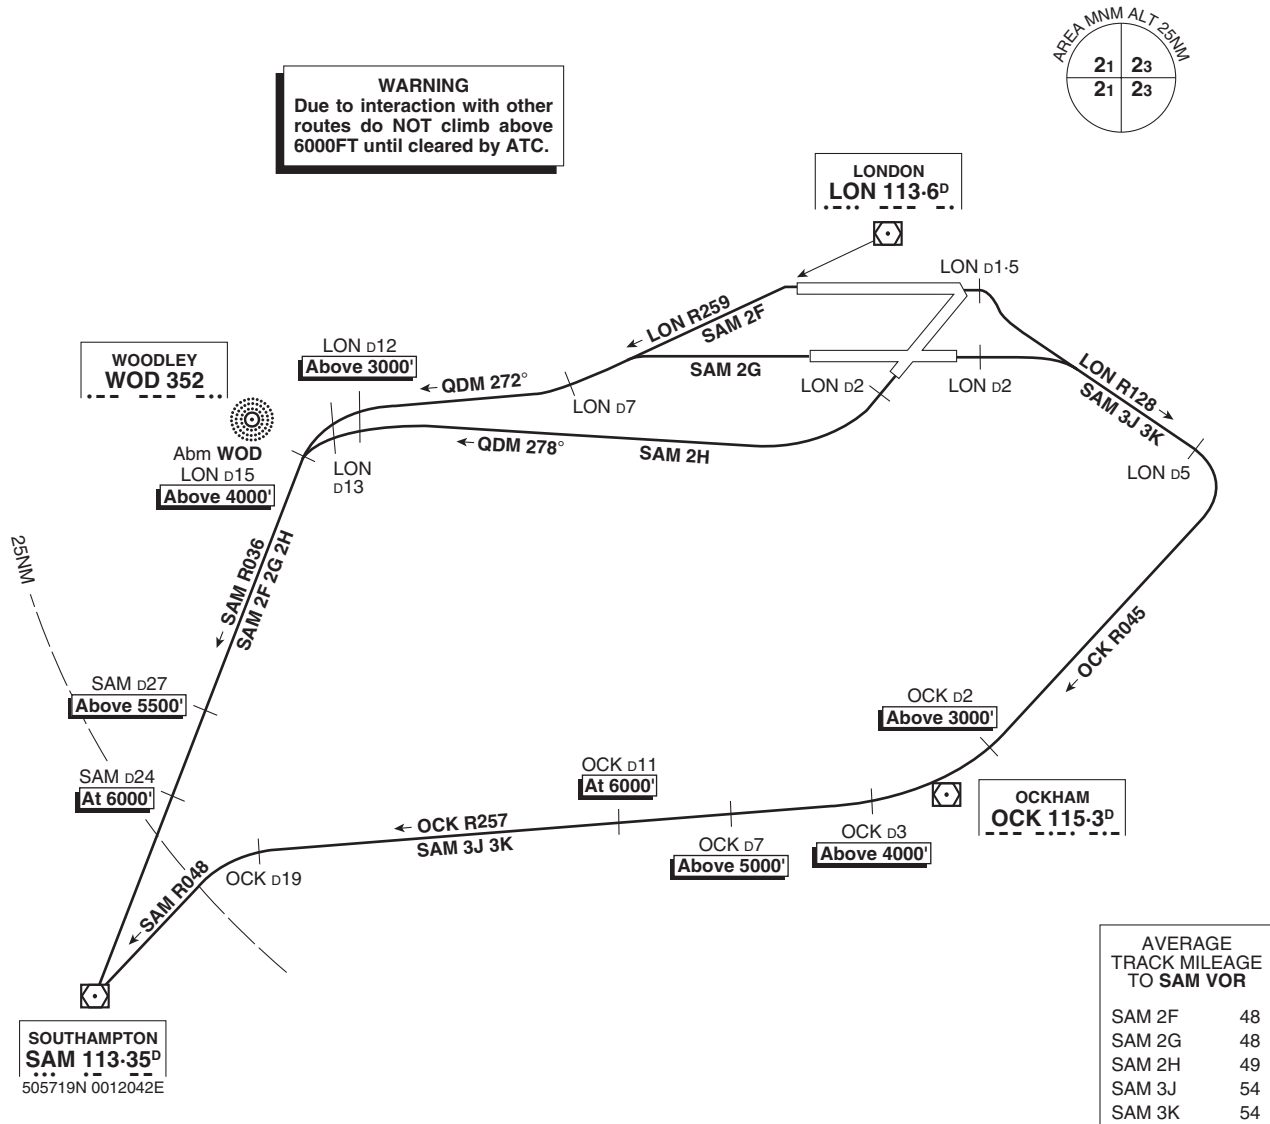 AREA MNM ALT 25NM
21 23
21 23
WARNING
Due to interaction with other
routes do NOT climb above
6000FT until cleared by ATC.
LONDON
LON 113·6D
LON D1·5
LON R259
SAM 2F
LON D12
Above 3000'
WOODLEY
WOD 352
QDM 272°
SAM 2G
LON D2
LON D2
LON R128
SAM 3J 3K
LON D7
Abm WOD
LON D15
Above 4000'
LON
D13
QDM 278°
SAM 2H
LON D5
25NM
SAM R036
SAM 2F 2G 2H
OCK R045
SAM D27
Above 5500'
OCK D2
Above 3000'
SAM D24
At 6000'
OCK D11
At 6000'
OCKHAM
OCK 115·3D
OCK R257
SAM 3J 3K
OCK D7
Above 5000'
OCK D3
Above 4000'
SAM R048
OCK D19
SOUTHAMPTON
SAM 113·35D
505719N 0012042E
AVERAGE
TRACK MILEAGE
TO SAM VOR
SAM 2F 48
SAM 2G 48
SAM 2H 49
SAM 3J 54
SAM 3K 54